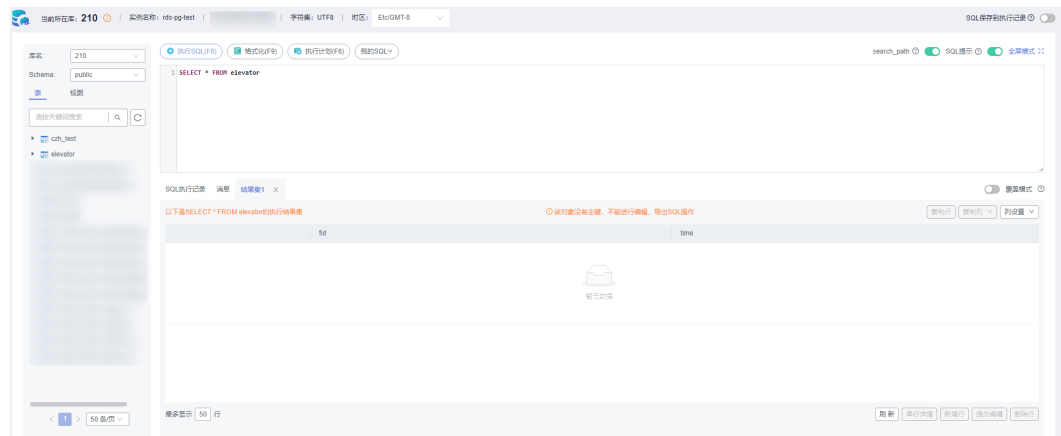 当前所在库: 210 | 实例名称: rds-pg-test | | 字符集: UTF8 | 时区: Etc/GMT-8
SQL保存到执行记录
库名: 210
Schema: public
表 视图
请按关键词搜索
czh_test
elevator
< 1 > 50 条/页
执行SQL(F8) 格式化(F9) 执行计划(F6) 我的SQL
search_path SQL提示 全屏模式
1 SELECT * FROM elevator
SQL执行记录 消息 结果集1 ×
覆盖模式
以下是SELECT * FROM elevator的执行结果集
该对象没有主键，不能进行编辑、导出SQL操作
复制行 复制列 列设置
fid time
暂无数据
最多显示 50 行
刷新 单行详情 新增行 提交编辑 删除行